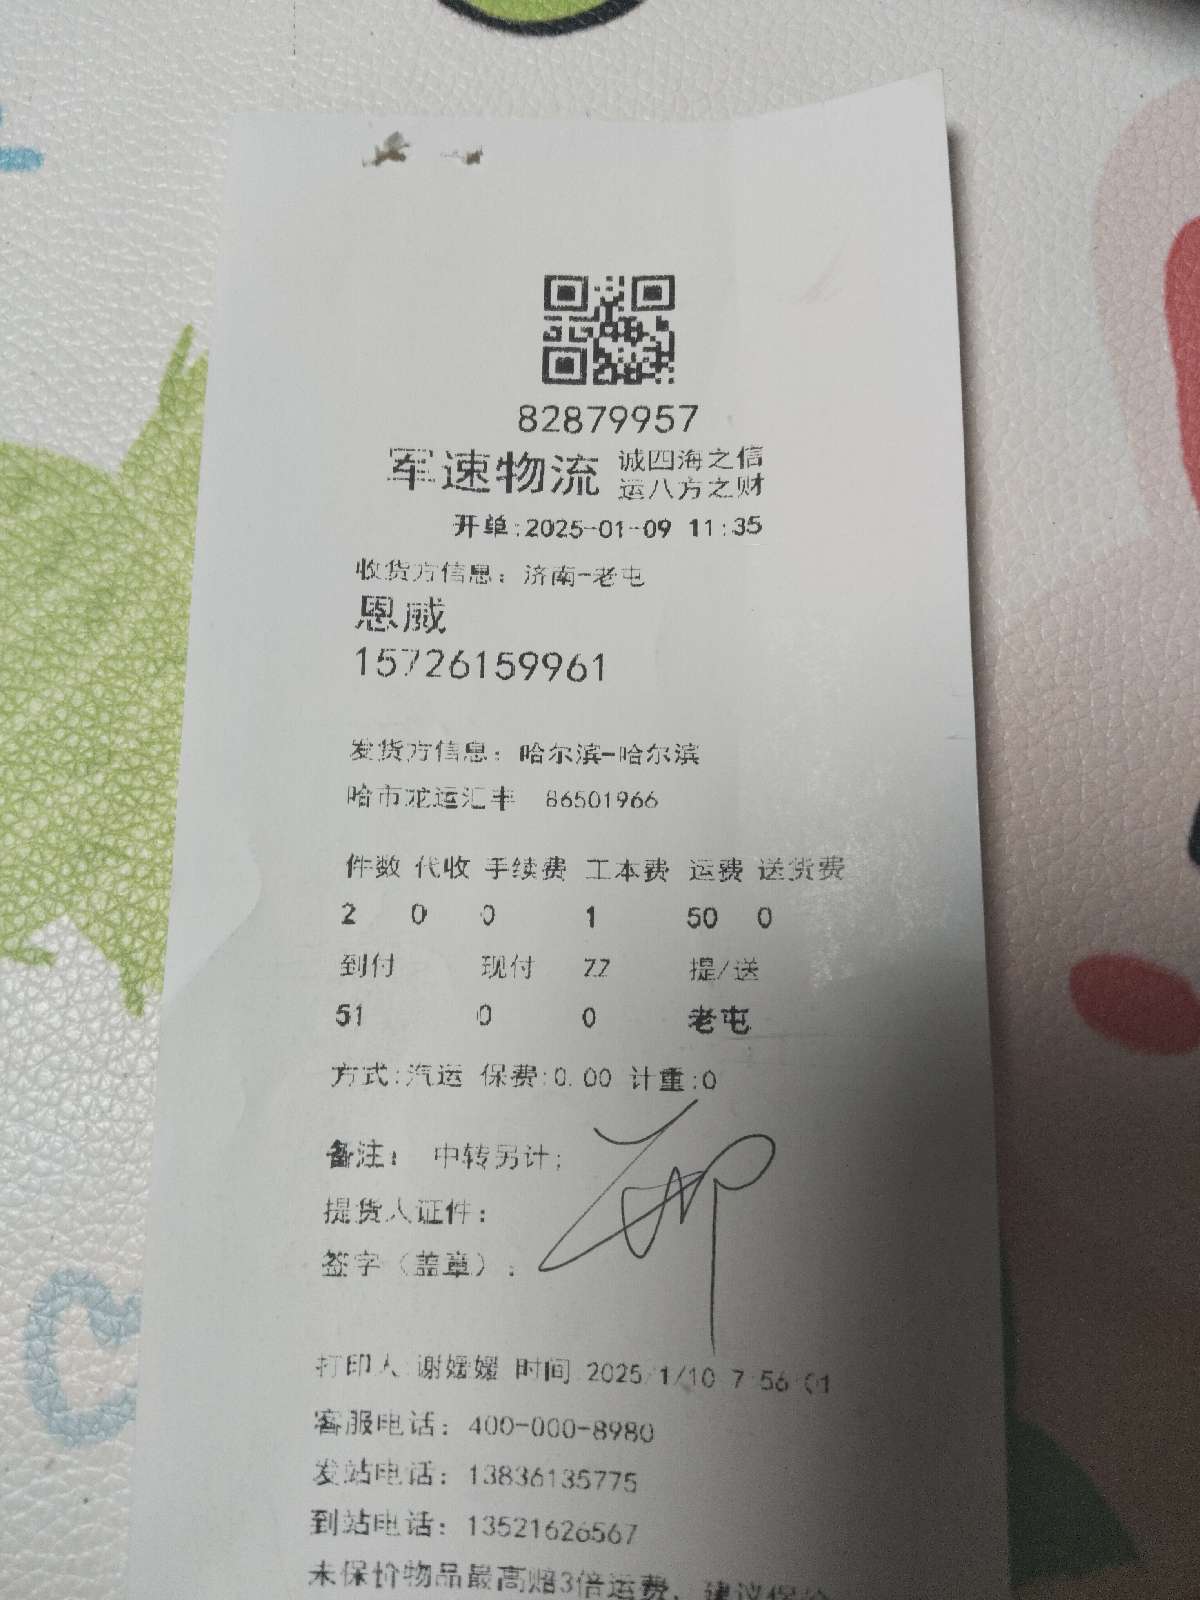 82879957
军速物流 诚四海之信
运八方之财
开单:2025-01-09 11:35
收货方信息: 济南-老屯
恩威
15726159961
发货方信息: 哈尔滨-哈尔滨
哈市龙运汇丰 86501966
件数 代收 手续费 工本费 运费 送货费
2 0 0 1 50 0
到付 现付 ZZ 提/送
51 0 0 老屯
方式:汽运 保费:0.00 计重:0
备注: 中转另计;
提货人证件:
签字(盖章):
打印人:谢媛媛 时间:2025/1/10 7:56:01
客服电话: 400-000-8980
发站电话: 13836135775
到站电话: 13521626567
未保价物品最高赔3倍运费, 建议保价